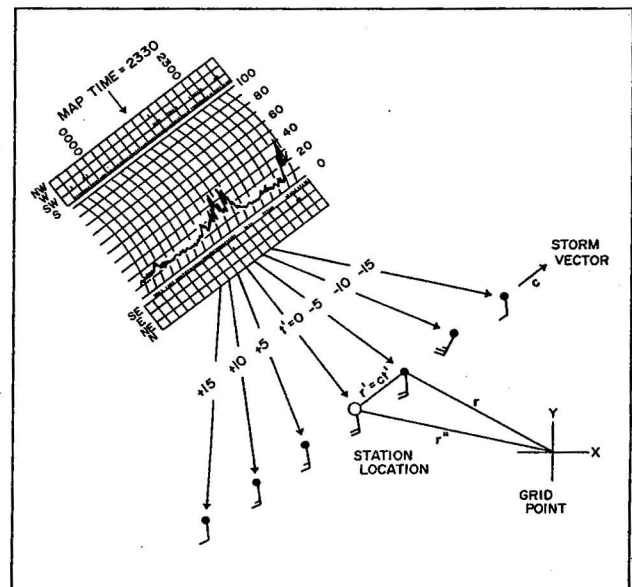 MAP TIME = 2330
2300
0000
100
80
60
40
20
0
NW
W
SW
S
SE
E
NE
N
-15
-10
-5
t'=0
+5
+10
+15
STORM
VECTOR
c
r'=ct'
r
r"
STATION
LOCATION
Y
X
GRID
POINT